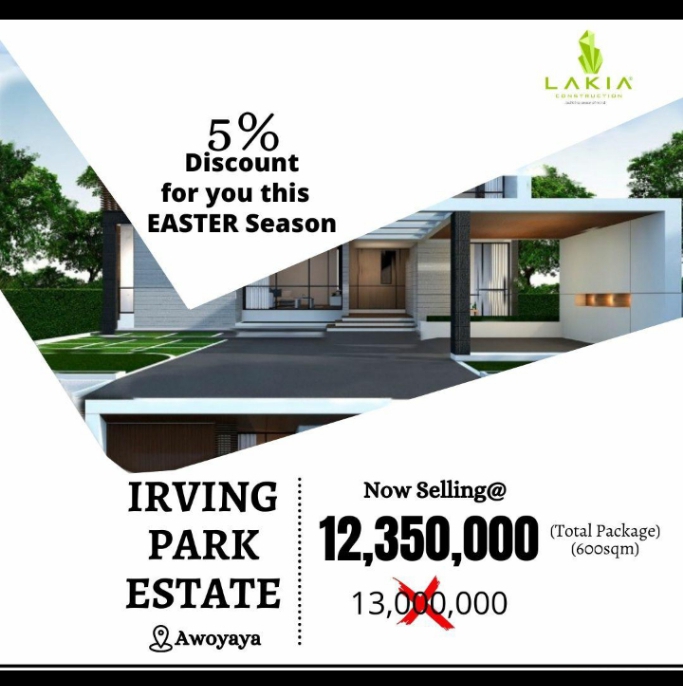 LAKIA
CONSTRUCTION
5%
Discount
for you this
EASTER Season
IRVING
PARK
ESTATE
Awoyaya
Now Selling@
12,350,000
(Total Package)
(600sqm)
13,000,000